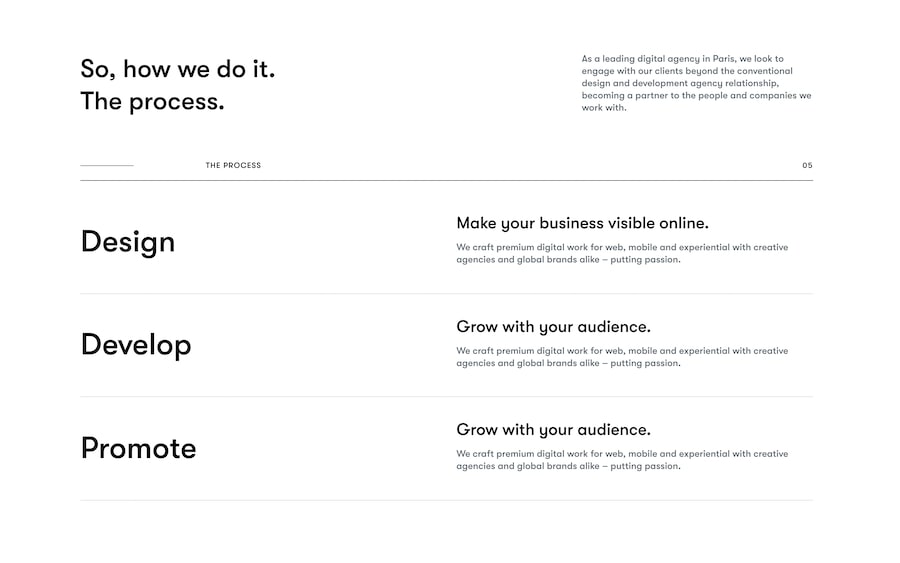 So, how we do it.
The process.
As a leading digital agency in Paris, we look to
engage with our clients beyond the conventional
design and development agency relationship,
becoming a partner to the people and companies we
work with.
THE PROCESS
05
Design
Make your business visible online.
We craft premium digital work for web, mobile and experiential with creative
agencies and global brands alike – putting passion.
Develop
Grow with your audience.
We craft premium digital work for web, mobile and experiential with creative
agencies and global brands alike – putting passion.
Promote
Grow with your audience.
We craft premium digital work for web, mobile and experiential with creative
agencies and global brands alike – putting passion.